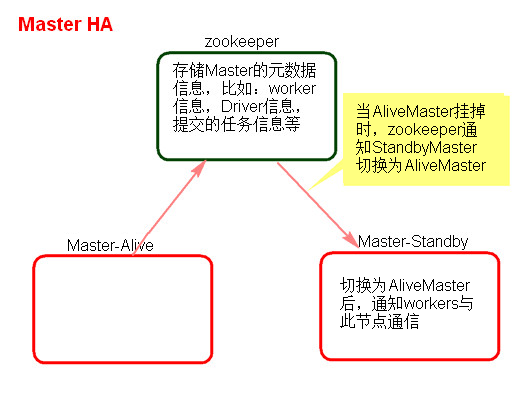 Master HA
zookeeper
存储Master的元数据
信息，比如：worker
信息，Driver信息，
提交的任务信息等
当AliveMaster挂掉
时，zookeeper通
知StandbyMaster
切换为AliveMaster
Master-Alive
Master-Standby
切换为AliveMaster
后，通知workers与
此节点通信